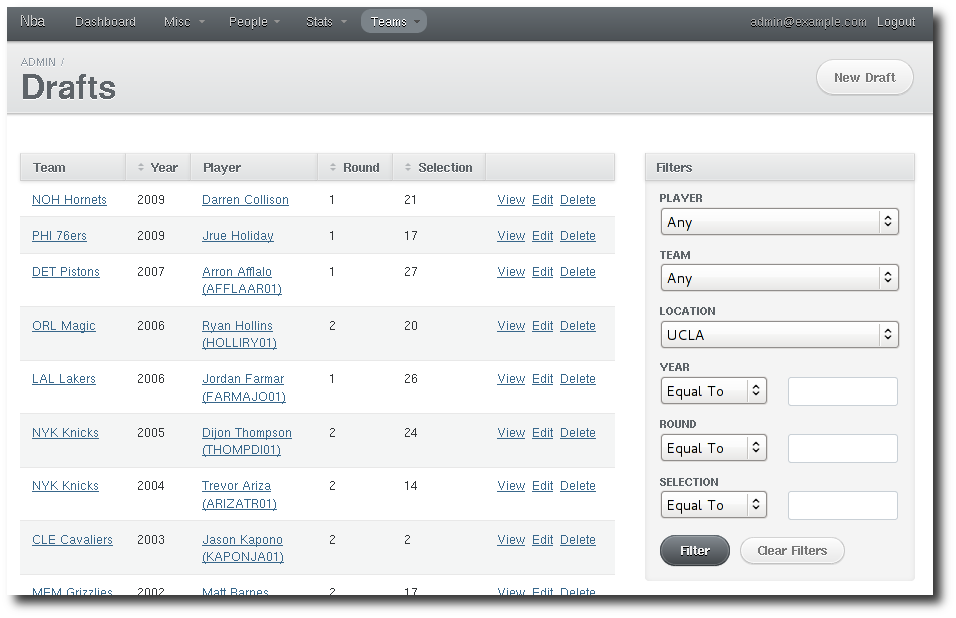 Nba Dashboard Misc People Stats Teams admin@example.com Logout
ADMIN /
Drafts
New Draft
Team Year Player Round Selection
NOH Hornets 2009 Darren Collison 1 21 View Edit Delete
PHI 76ers 2009 Jrue Holiday 1 17 View Edit Delete
DET Pistons 2007 Arron Afflalo 1 27 View Edit Delete
(AFFLAAR01)
ORL Magic 2006 Ryan Hollins 2 20 View Edit Delete
(HOLLIRY01)
LAL Lakers 2006 Jordan Farmar 1 26 View Edit Delete
(FARMAJO01)
NYK Knicks 2005 Dijon Thompson 2 24 View Edit Delete
(THOMPDI01)
NYK Knicks 2004 Trevor Ariza 2 14 View Edit Delete
(ARIZATR01)
CLE Cavaliers 2003 Jason Kapono 2 2 View Edit Delete
(KAPONJA01)
MEM Grizzlies 2002 Matt Barnes 2 17 View Edit Delete
Filters
PLAYER
Any
TEAM
Any
LOCATION
UCLA
YEAR
Equal To
ROUND
Equal To
SELECTION
Equal To
Filter Clear Filters